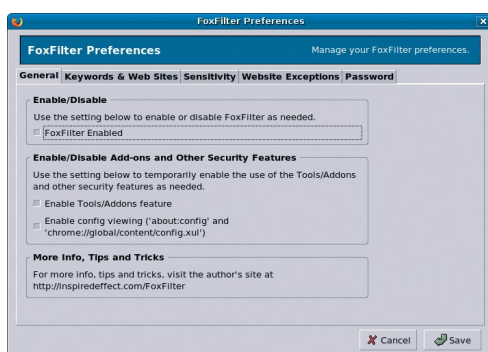 FoxFilter Preferences
FoxFilter Preferences
Manage your FoxFilter preferences.
General Keywords & Web Sites Sensitivity Website Exceptions Password
Enable/Disable
Use the setting below to enable or disable FoxFilter as needed.
FoxFilter Enabled
Enable/Disable Add-ons and Other Security Features
Use the setting below to temporarily enable the use of the Tools/Addons
and other security features as needed.
Enable Tools/Addons feature
Enable config viewing ('about:config' and
'chrome://global/content/config.xul')
More Info, Tips and Tricks
For more info, tips and tricks, visit the author's site at
http://inspiredeffect.com/FoxFilter
Cancel Save